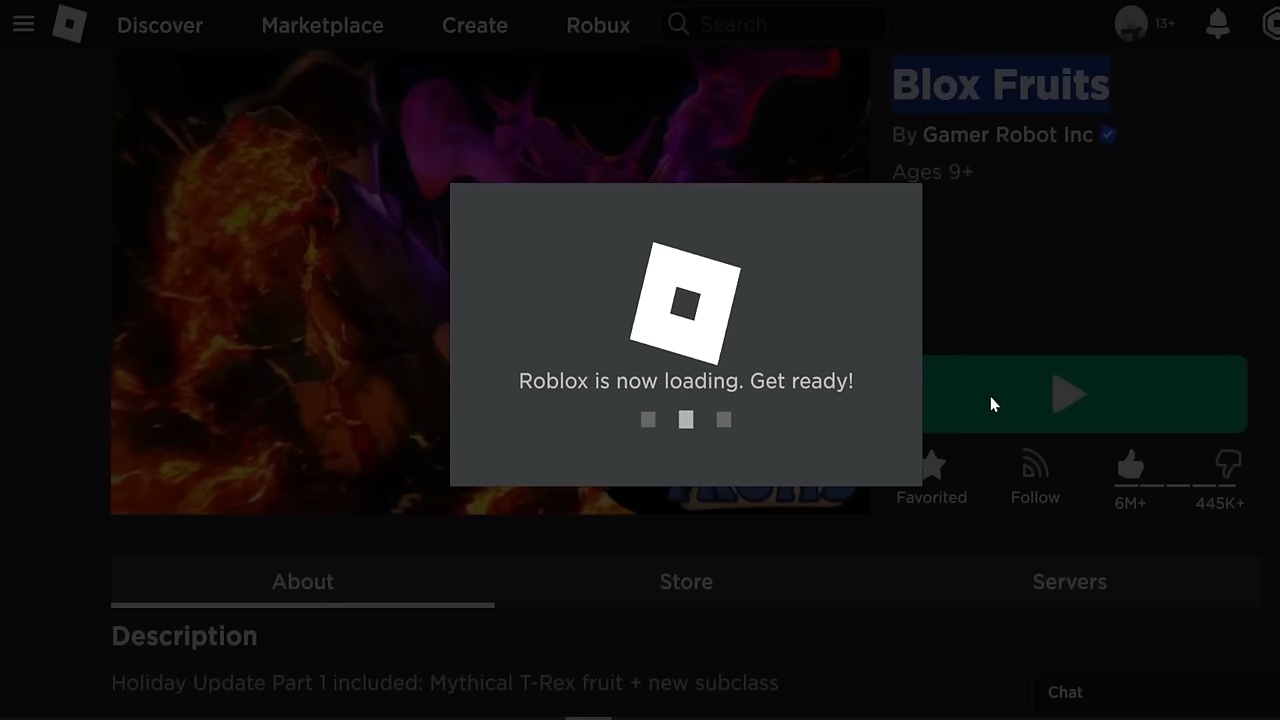 Discover Marketplace Create Robux Search 13+
Blox Fruits
By Gamer Robot Inc
Ages 9+
Roblox is now loading. Get ready!
FRUITS
Favorited Follow 6M+ 445K+
About Store Servers
Description
Holiday Update Part 1 included: Mythical T-Rex fruit + new subclass
Chat